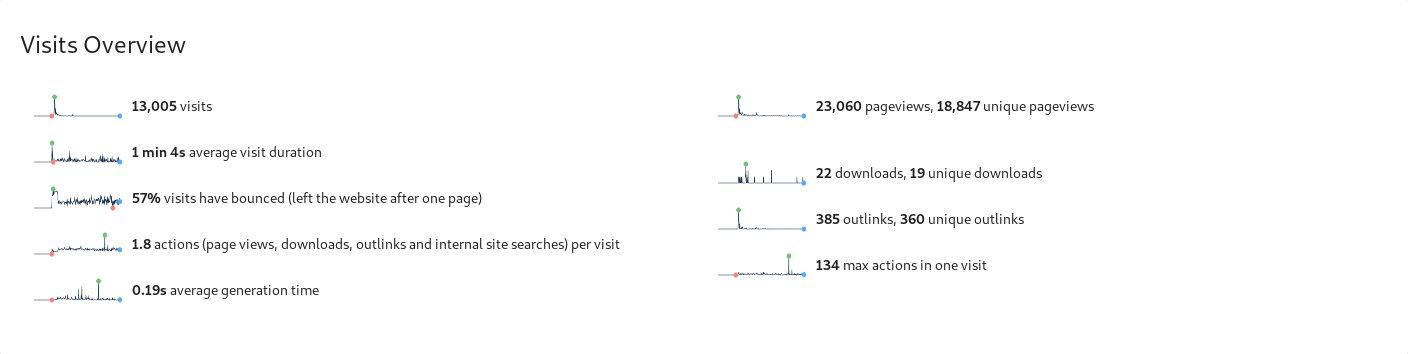 Visits Overview
13,005 visits
1 min 4s average visit duration
57% visits have bounced (left the website after one page)
1.8 actions (page views, downloads, outlinks and internal site searches) per visit
0.19s average generation time
23,060 pageviews, 18,847 unique pageviews
22 downloads, 19 unique downloads
385 outlinks, 360 unique outlinks
134 max actions in one visit